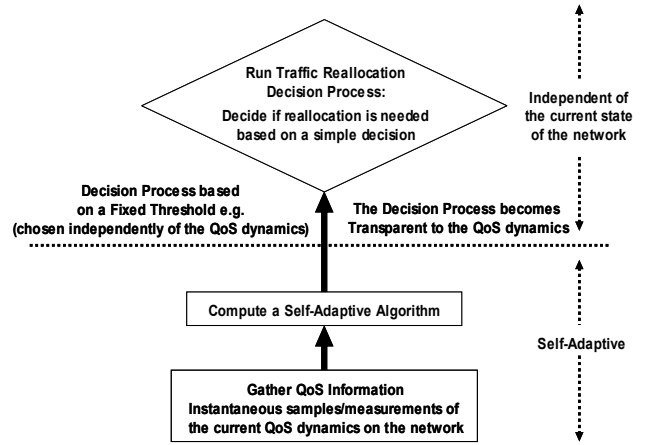 Run Traffic Reallocation
Decision Process:
Decide if reallocation is needed
based on a simple decision
Independent of
the current state
of the network
Decision Process based
on a Fixed Threshold e.g.
(chosen independently of the QoS dynamics)
The Decision Process becomes
Transparent to the QoS dynamics
Compute a Self-Adaptive Algorithm
Self-Adaptive
Gather QoS Information
Instantaneous samples/measurements of
the current QoS dynamics on the network